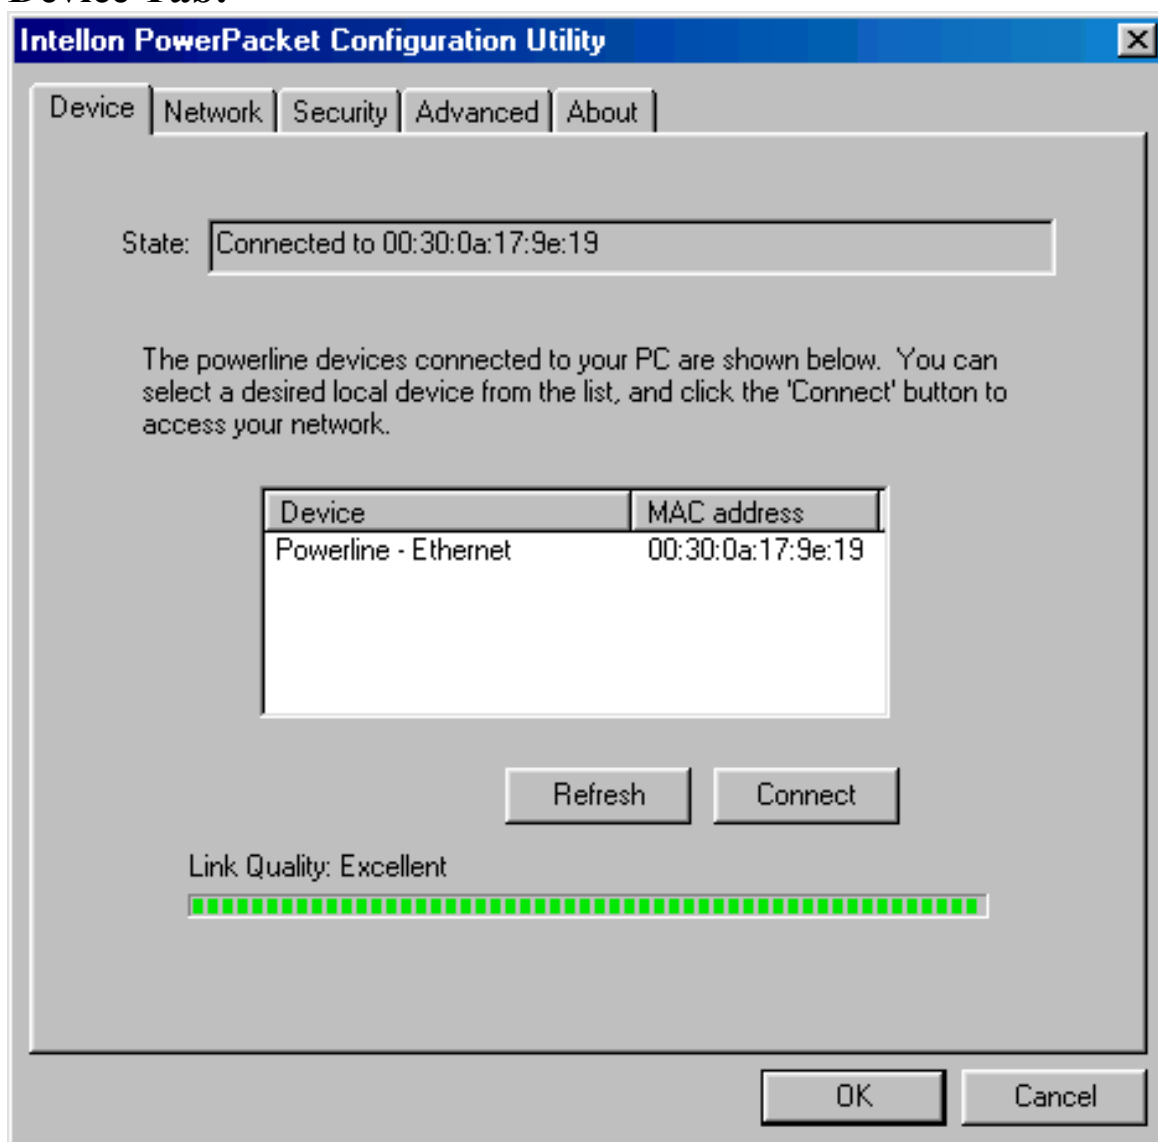 Device Tab:
Intellon PowerPacket Configuration Utility
Device Network Security Advanced About
State: Connected to 00:30:0a:17:9e:19
The powerline devices connected to your PC are shown below. You can
select a desired local device from the list, and click the 'Connect' button to
access your network.
Device MAC address
Powerline - Ethernet 00:30:0a:17:9e:19
Refresh Connect
Link Quality: Excellent
OK Cancel